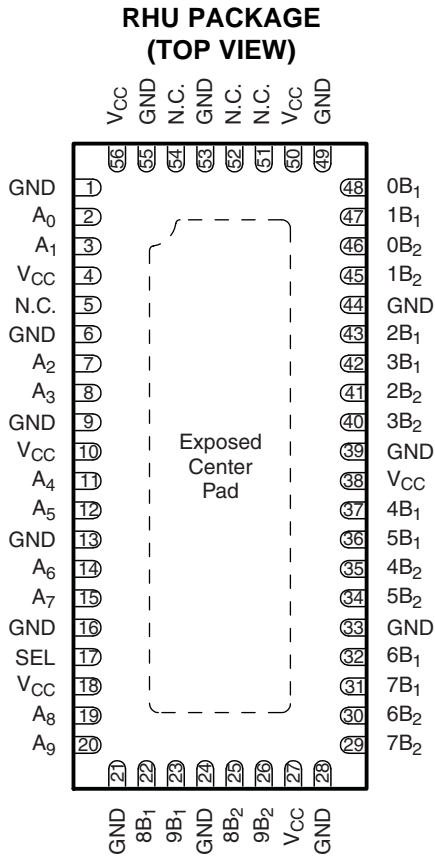 RHU PACKAGE
(TOP VIEW)
VCC GND N.C. GND N.C. N.C. VCC GND
56 55 54 53 52 51 50 49
GND 1 48 0B1
A0 2 47 1B1
A1 3 46 0B2
VCC 4 45 1B2
N.C. 5 44 GND
GND 6 43 2B1
A2 7 42 3B1
A3 8 41 2B2
GND 9 40 3B2
VCC 10 39 GND
A4 11 38 VCC
A5 12 37 4B1
GND 13 36 5B1
A6 14 35 4B2
A7 15 34 5B2
GND 16 33 GND
SEL 17 32 6B1
VCC 18 31 7B1
A8 19 30 6B2
A9 20 29 7B2
Exposed
Center
Pad
21 22 23 24 25 26 27 28
GND 8B1 9B1 GND 8B2 9B2 VCC GND